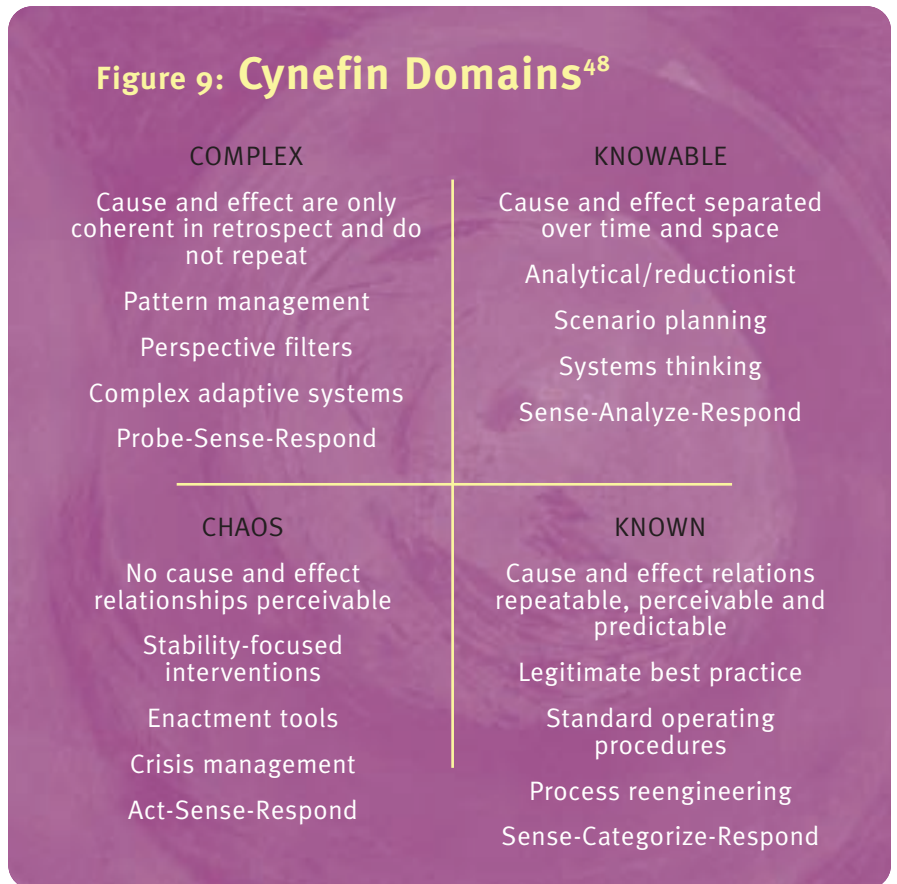 Figure 9: Cynefin Domains48
COMPLEX
Cause and effect are only
coherent in retrospect and do
not repeat
Pattern management
Perspective filters
Complex adaptive systems
Probe-Sense-Respond
KNOWABLE
Cause and effect separated
over time and space
Analytical/reductionist
Scenario planning
Systems thinking
Sense-Analyze-Respond
CHAOS
No cause and effect
relationships perceivable
Stability-focused
interventions
Enactment tools
Crisis management
Act-Sense-Respond
KNOWN
Cause and effect relations
repeatable, perceivable and
predictable
Legitimate best practice
Standard operating
procedures
Process reengineering
Sense-Categorize-Respond